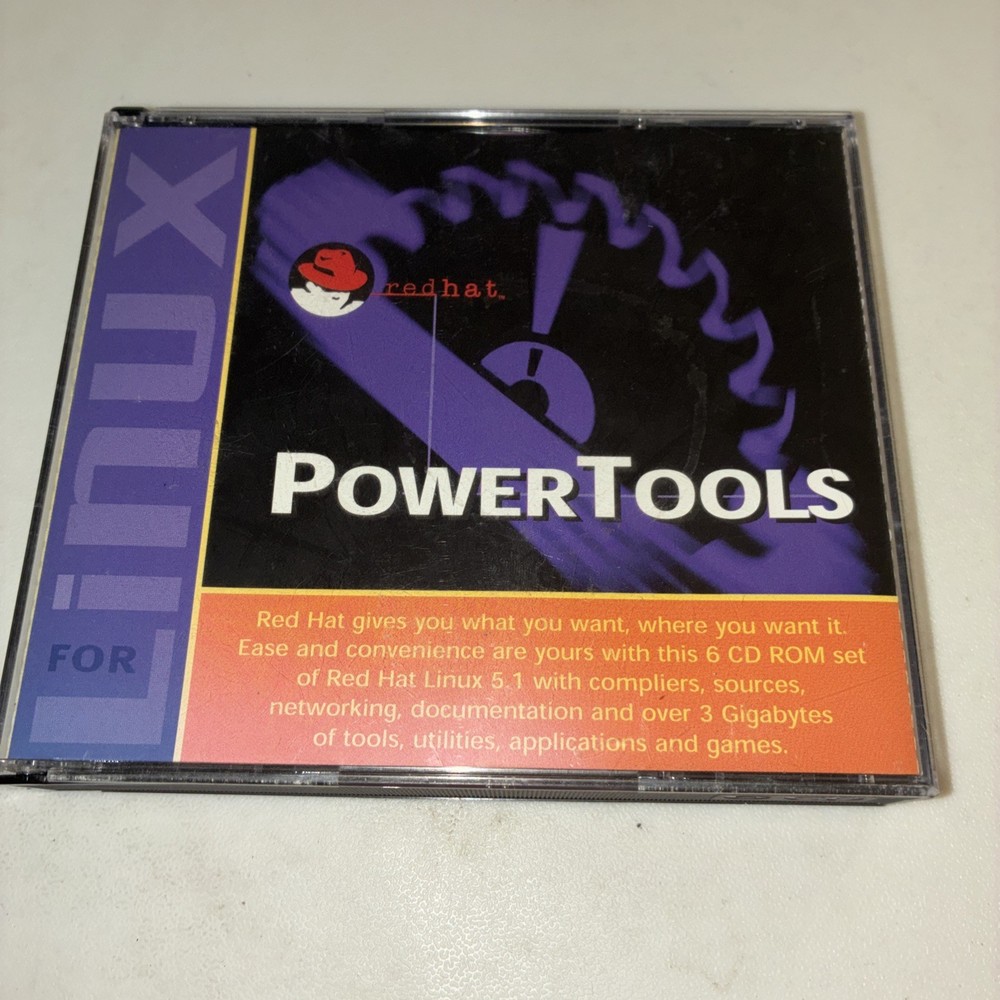 Linux
FOR
redhat™
POWERTOOLS
Red Hat gives you what you want, where you want it.
Ease and convenience are yours with this 6 CD ROM set
of Red Hat Linux 5.1 with compliers, sources,
networking, documentation and over 3 Gigabytes
of tools, utilities, applications and games.